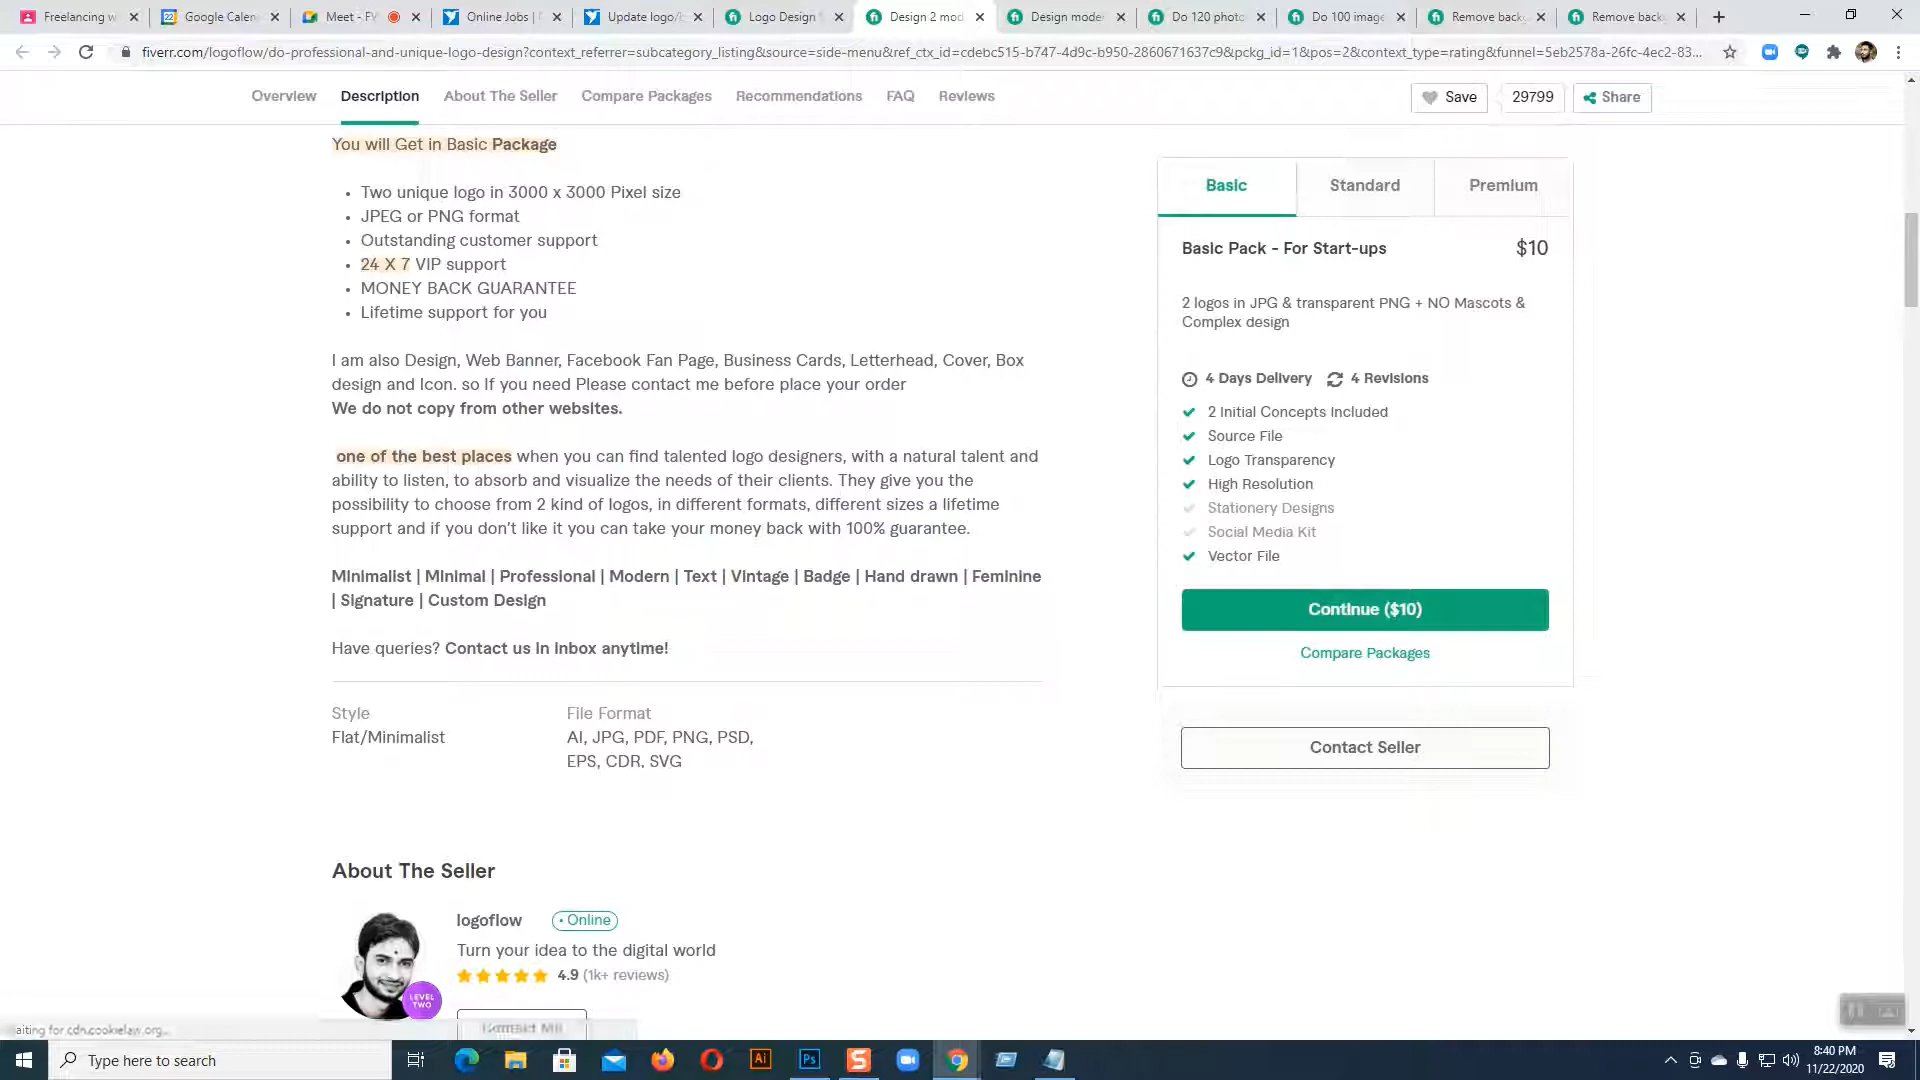 Freelancing w
Google Calen
Meet - FV
Online Jobs |
Update logo/b
Logo Design
Design 2 mod
Design mode
Do 120 photo
Do 100 image
Remove back
Remove back
fiverr.com/logoflow/do-professional-and-unique-logo-design?context_referrer=subcategory_listing&source=side-menu&ref_ctx_id=cdebc515-b747-4d9c-b950-2860671637c9&pckg_id=1&pos=2&context_type=rating&funnel=5eb2578a-26fc-4ec2-83...
Overview Description About The Seller Compare Packages Recommendations FAQ Reviews
Save 29799 Share
You will Get in Basic Package
• Two unique logo in 3000 x 3000 Pixel size
• JPEG or PNG format
• Outstanding customer support
• 24 X 7 VIP support
• MONEY BACK GUARANTEE
• Lifetime support for you
I am also Design, Web Banner, Facebook Fan Page, Business Cards, Letterhead, Cover, Box
design and Icon. so If you need Please contact me before place your order
We do not copy from other websites.
one of the best places when you can find talented logo designers, with a natural talent and
ability to listen, to absorb and visualize the needs of their clients. They give you the
possibility to choose from 2 kind of logos, in different formats, different sizes a lifetime
support and if you don't like it you can take your money back with 100% guarantee.
Minimalist | Minimal | Professional | Modern | Text | Vintage | Badge | Hand drawn | Feminine
| Signature | Custom Design
Have queries? Contact us in inbox anytime!
Style
Flat/Minimalist
File Format
AI, JPG, PDF, PNG, PSD,
EPS, CDR, SVG
Basic Standard Premium
Basic Pack - For Start-ups $10
2 logos in JPG & transparent PNG + NO Mascots &
Complex design
4 Days Delivery 4 Revisions
2 Initial Concepts Included
Source File
Logo Transparency
High Resolution
Stationery Designs
Social Media Kit
Vector File
Continue ($10)
Compare Packages
Contact Seller
About The Seller
logoflow • Online
Turn your idea to the digital world
4.9 (1k+ reviews)
LEVEL
TWO
Contact Me
aiting for cdn.cookielaw.org...
Type here to search
8:40 PM
11/22/2020